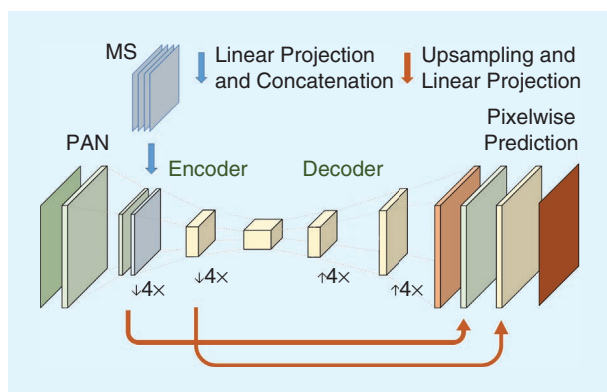 MS
Linear Projection
and Concatenation
Upsampling and
Linear Projection
PAN
Encoder
Decoder
Pixelwise
Prediction
↓4×
↓4×
↑4×
↑4×